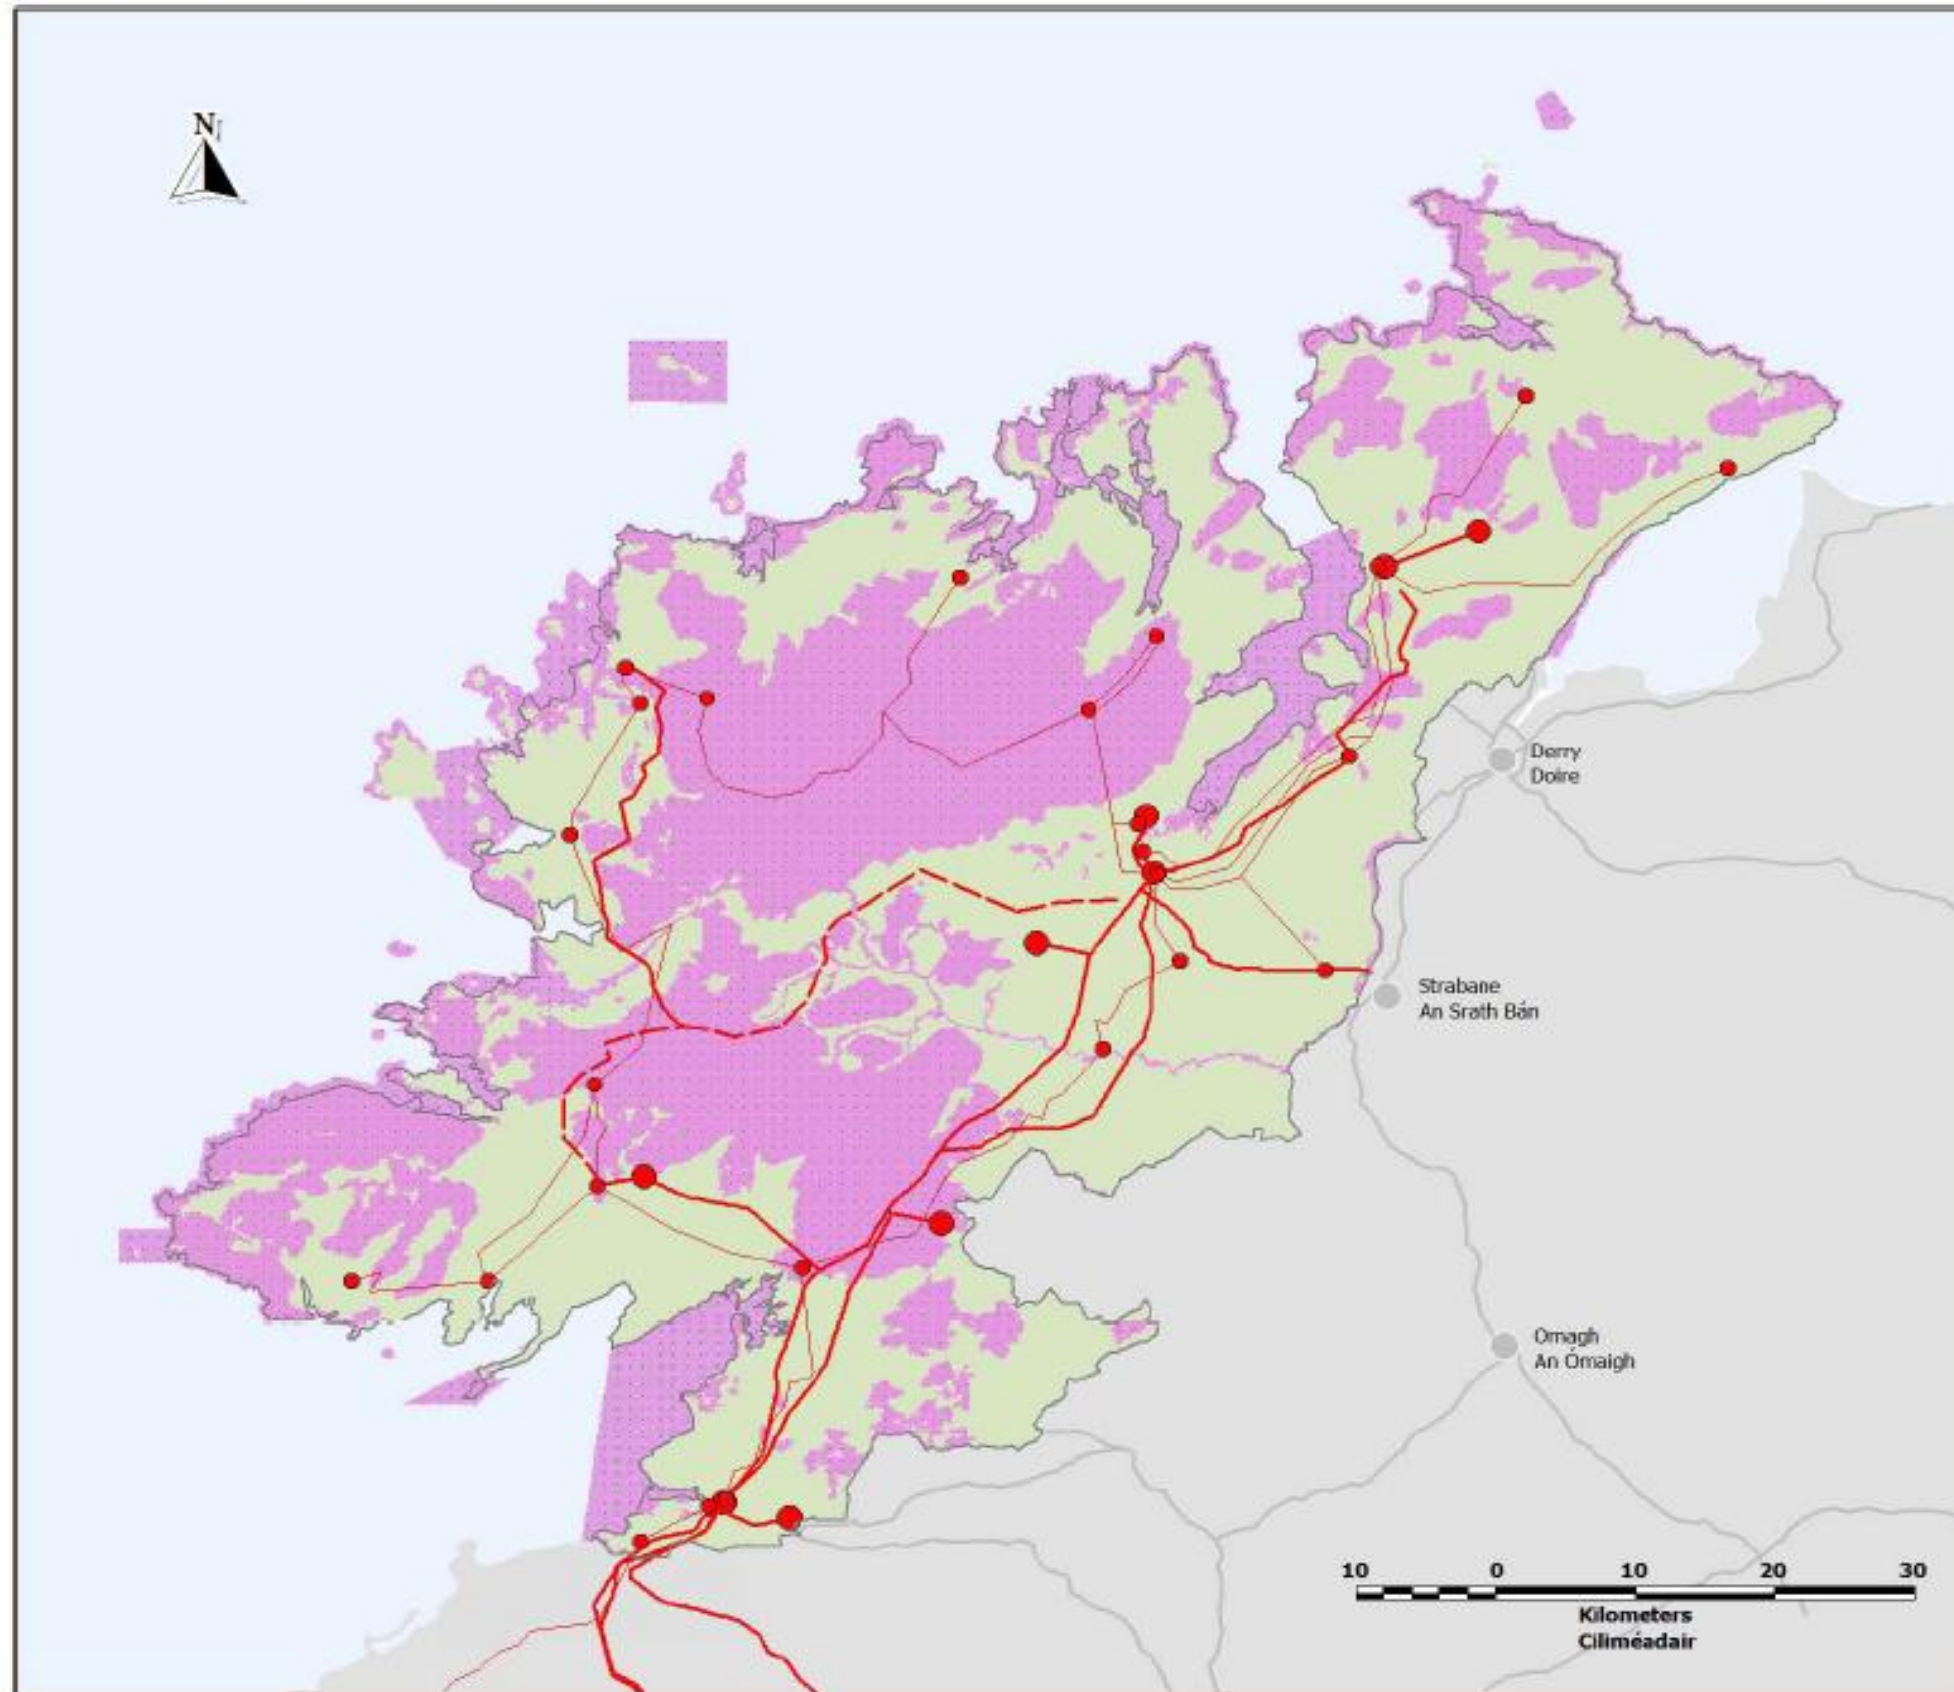 N
Derry
Doire
Strabane
An Srath Bán
Omagh
An Ómaigh
10 0 10 20 30
Kilometers
Ciliméadair